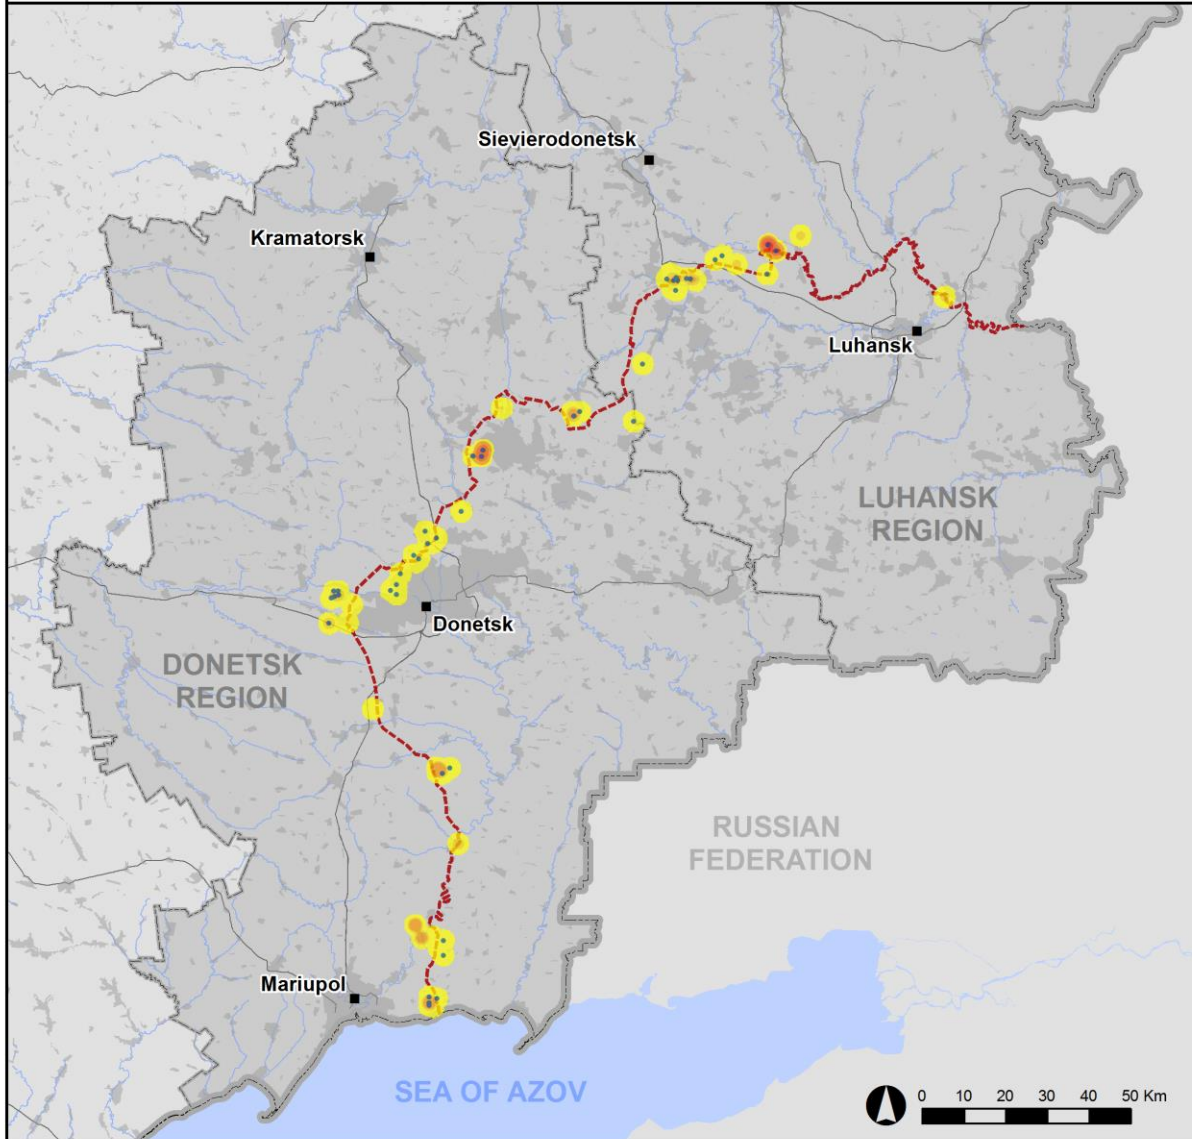 Sievierodonetsk
Kramatorsk
Luhansk
LUHANSK
REGION
Donetsk
DONETSK
REGION
RUSSIAN
FEDERATION
Mariupol
SEA OF AZOV
0 10 20 30 40 50 Km